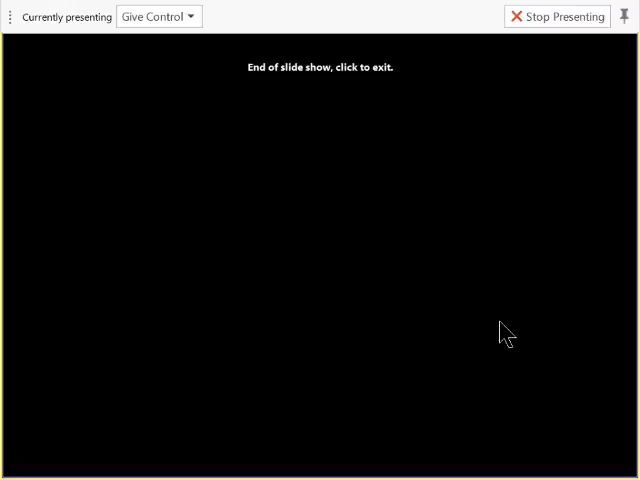 Currently presenting Give Control Stop Presenting
End of slide show, click to exit.